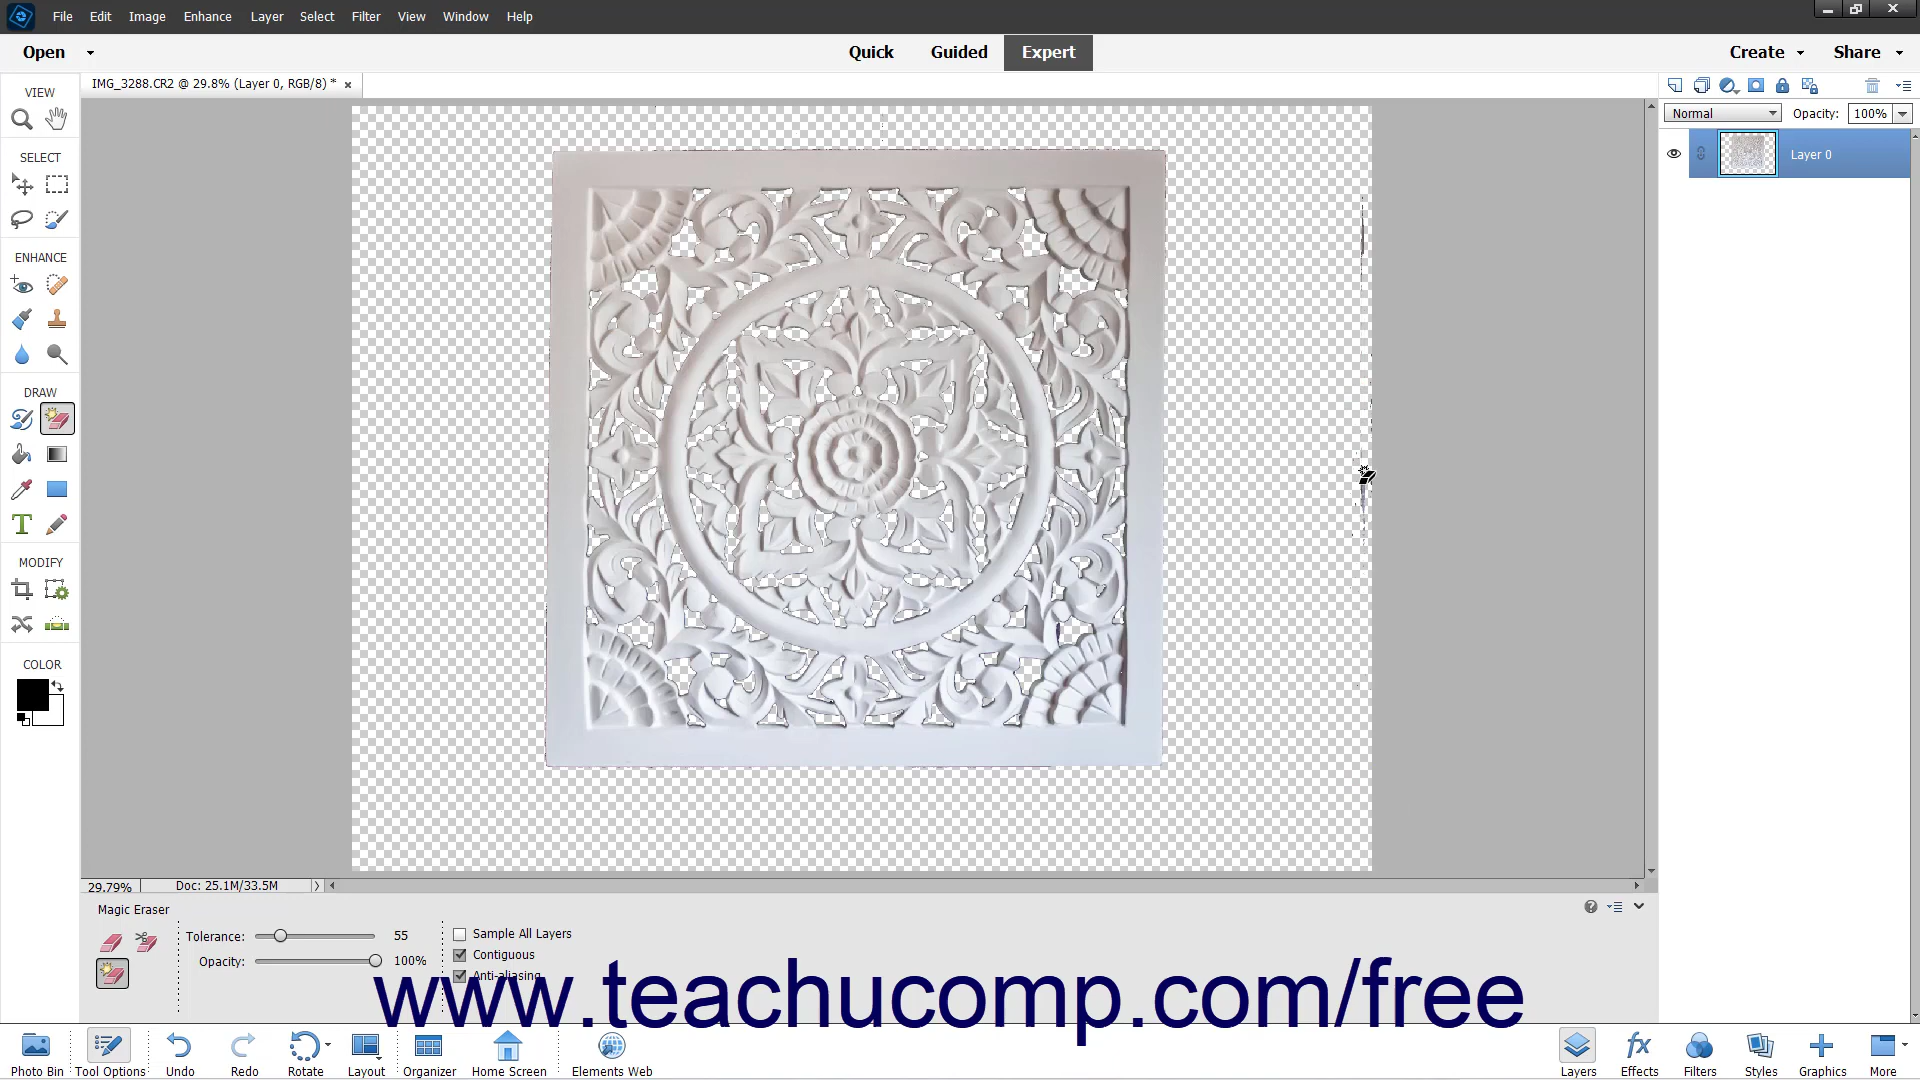 File Edit Image Enhance Layer Select Filter View Window Help
Open Quick Guided Expert Create Share
IMG_3288.CR2 @ 29.8% (Layer 0, RGB/8) * ×
VIEW
SELECT
ENHANCE
DRAW
MODIFY
COLOR
Normal Opacity: 100%
Layer 0
29.79% Doc: 25.1M/33.5M
Magic Eraser
Tolerance: 55
Opacity: 100%
Sample All Layers
Contiguous
Anti-aliasing
www.teachucomp.com/free
Photo Bin Tool Options Undo Redo Rotate Layout Organizer Home Screen Elements Web Layers Effects Filters Styles Graphics More